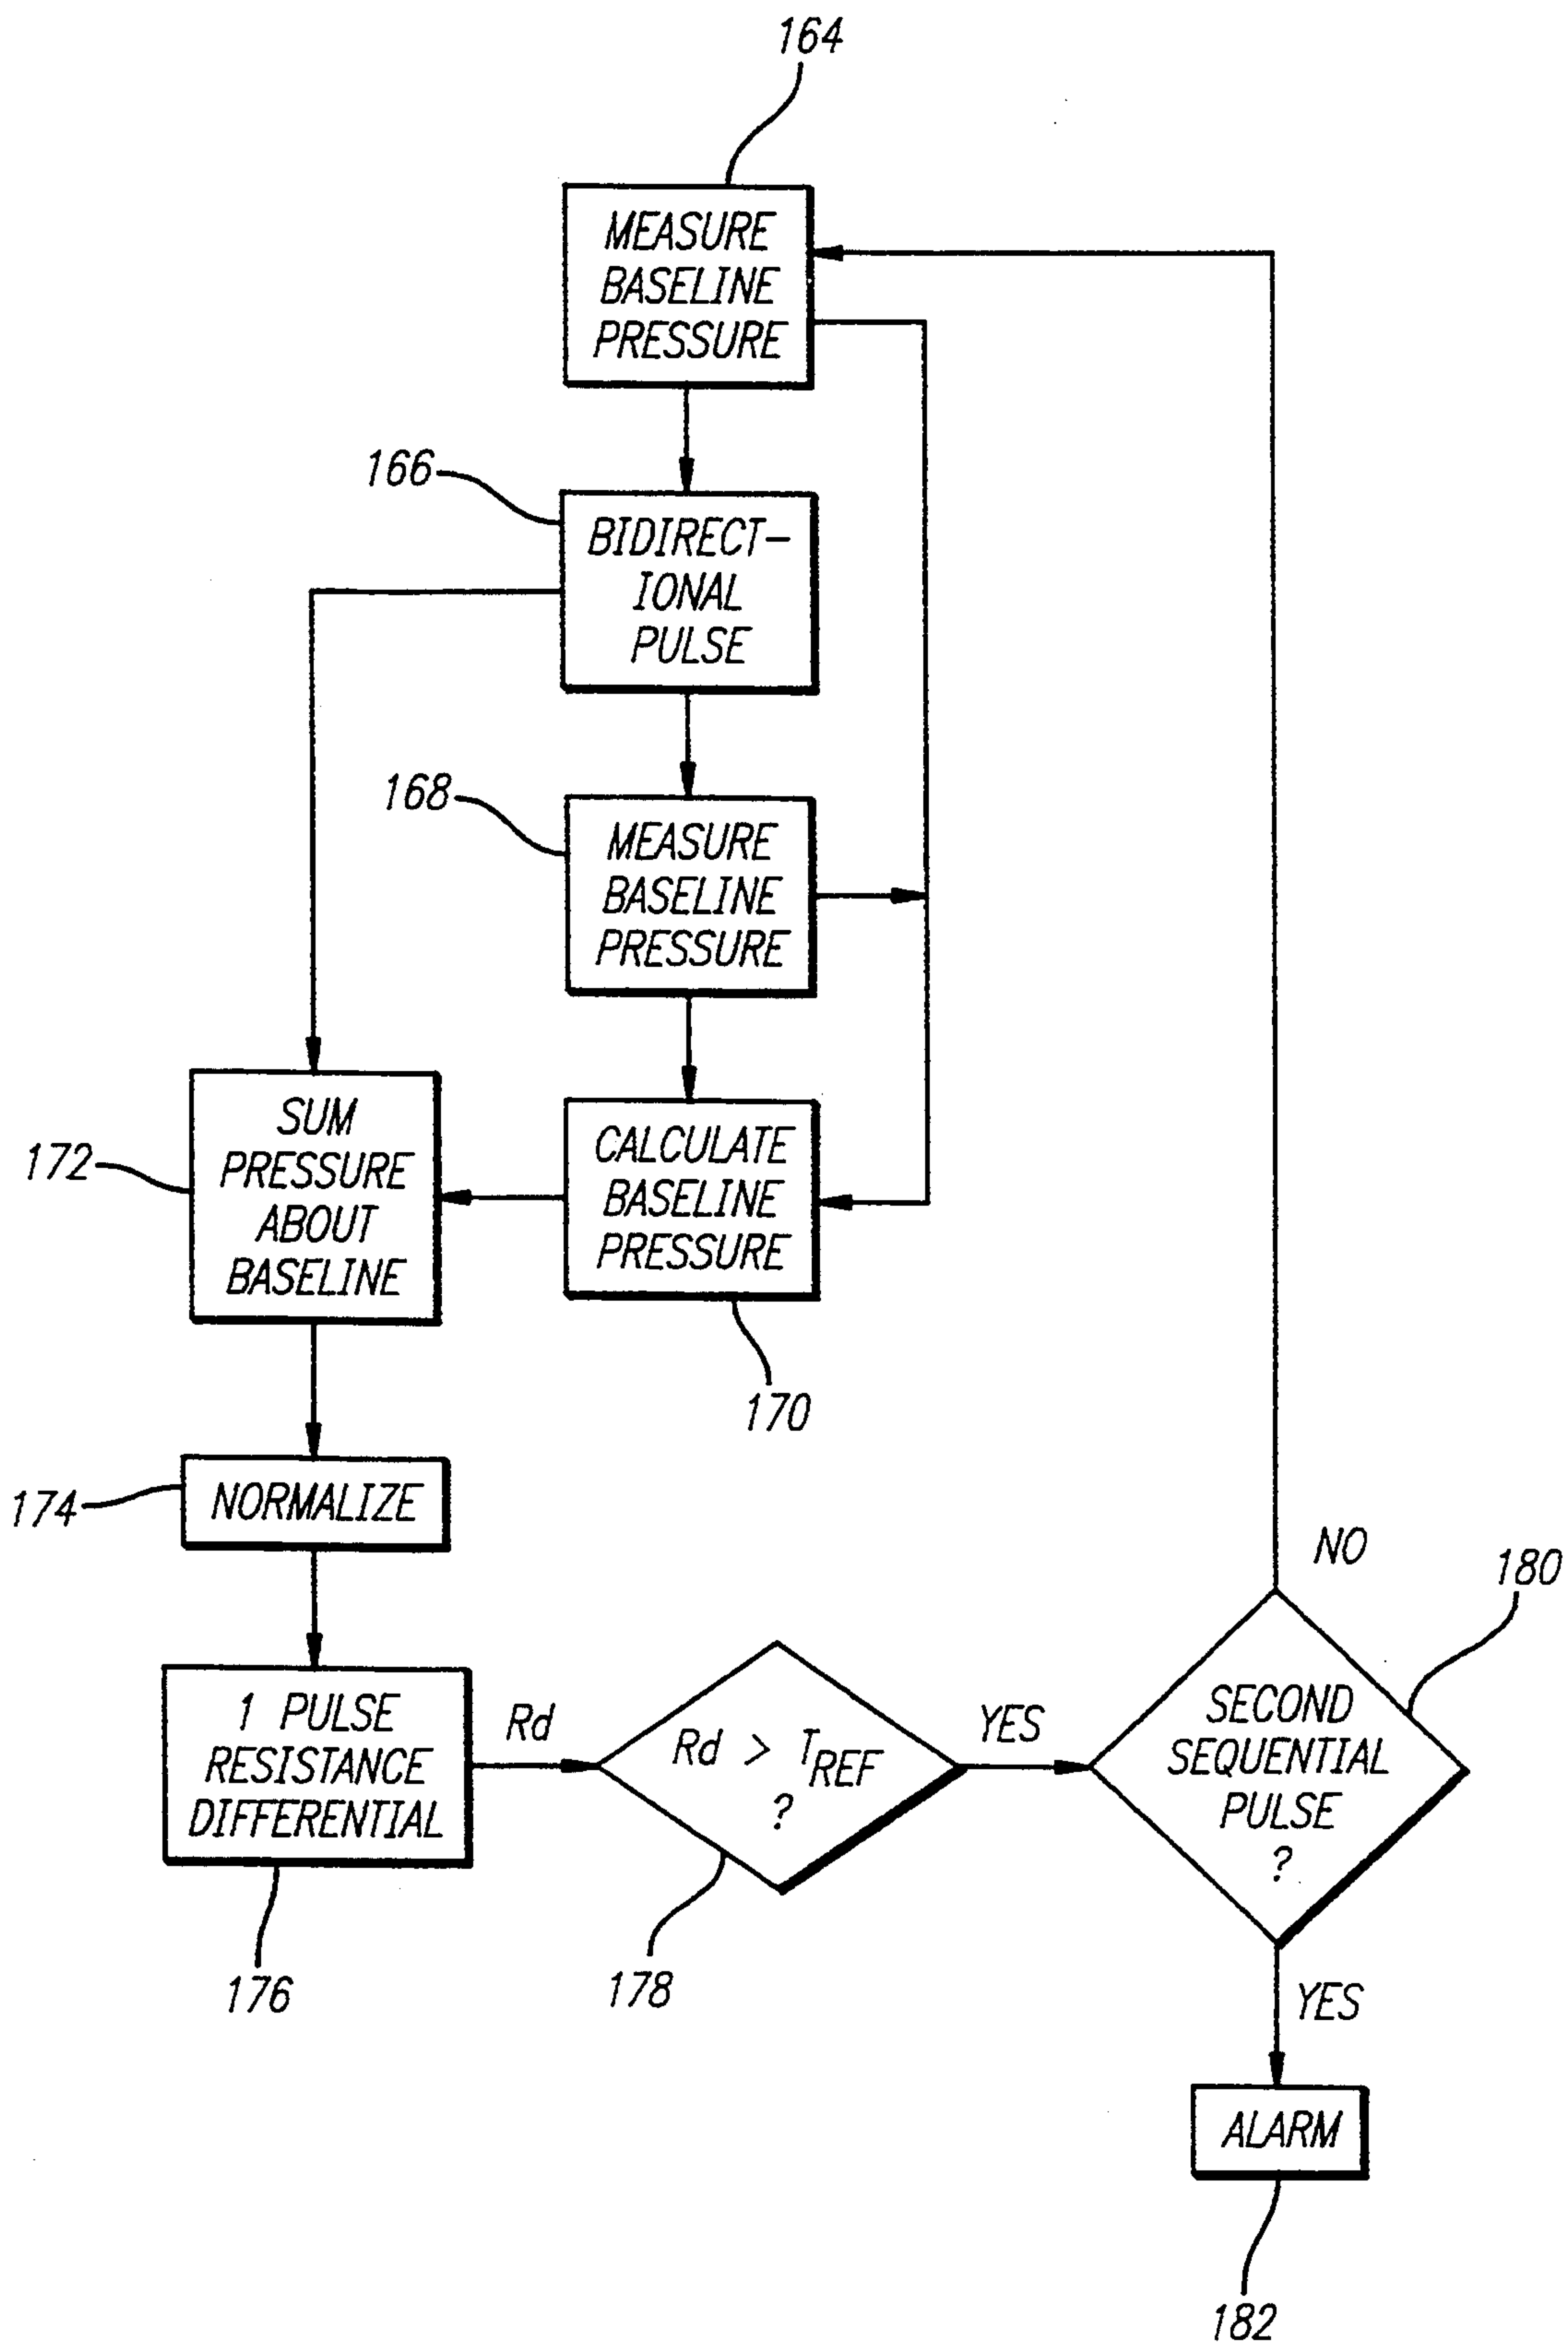 164
MEASURE
BASELINE
PRESSURE
166
BIDIRECT-
IONAL
PULSE
168
MEASURE
BASELINE
PRESSURE
172
SUM
PRESSURE
ABOUT
BASELINE
CALCULATE
BASELINE
PRESSURE
170
174
NORMALIZE
NO
180
1 PULSE
RESISTANCE
DIFFERENTIAL
Rd
Rd > TREF
?
YES
SECOND
SEQUENTIAL
PULSE
?
176
178
YES
ALARM
182